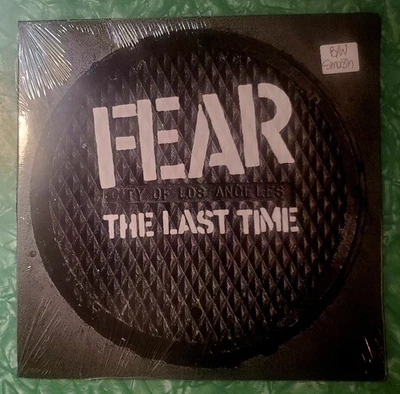 B/W
FEAR
CITY OF LOS ANGELES
THE LAST TIME